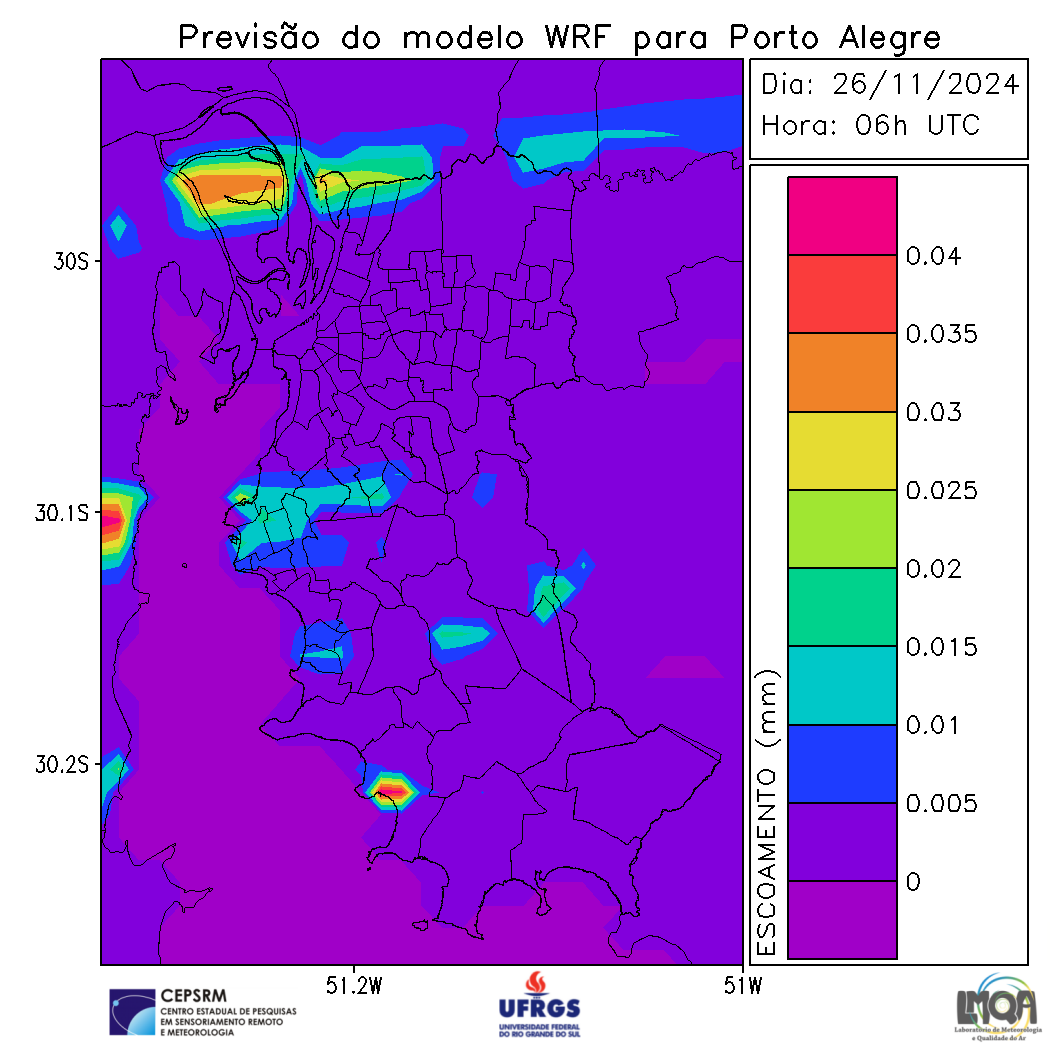 Previsão do modelo WRF para Porto Alegre
Dia: 26/11/2024
Hora: 06h UTC
30S
30.1S
30.2S
51.2W
51W
0.04
0.035
0.03
0.025
0.02
0.015
0.01
0.005
0
ESCOAMENTO (mm)
CEPSRM
CENTRO ESTADUAL DE PESQUISAS
EM SENSORIAMENTO REMOTO
E METEOROLOGIA
UFRGS
UNIVERSIDADE FEDERAL
DO RIO GRANDE DO SUL
LMQA
Laboratório de Meteorologia
e Qualidade do Ar